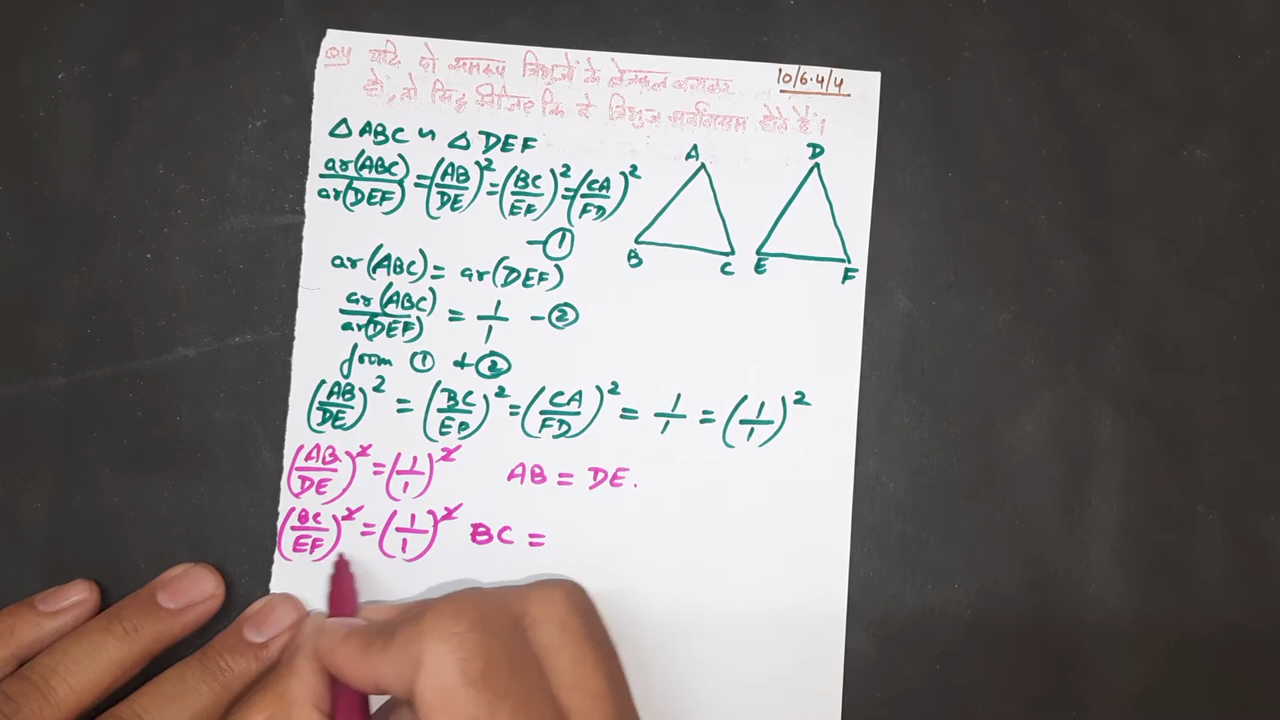 Q4 यदि दो समरूप त्रिभुजों के क्षेत्रफल बराबर
हों, तो सिद्ध कीजिए कि वे त्रिभुज सर्वांगसम होते हैं।
10/6.4/4
△ABC ~ △DEF
ar(ABC)/ar(DEF) = (AB/DE)² = (BC/EF)² = (CA/FD)²
-①
A
B
C
D
E
F
ar(ABC) = ar(DEF)
ar(ABC)/ar(DEF) = 1/1 -②
from ① + ②
(AB/DE)² = (BC/EF)² = (CA/FD)² = 1/1 = (1/1)²
(AB/DE)² = (1/1)² AB = DE.
(BC/EF)² = (1/1)² BC =